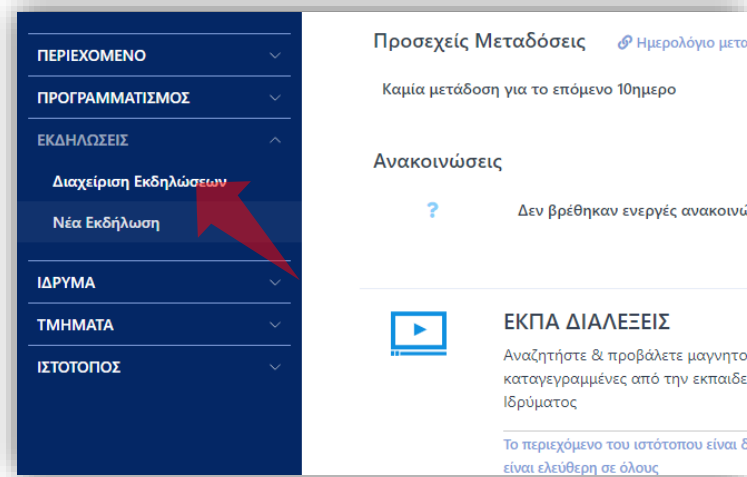 ΠΕΡΙΕΧΟΜΕΝΟ
ΠΡΟΓΡΑΜΜΑΤΙΣΜΟΣ
ΕΚΔΗΛΩΣΕΙΣ
Διαχείριση Εκδηλώσεων
Νέα Εκδήλωση
ΙΔΡΥΜΑ
ΤΜΗΜΑΤΑ
ΙΣΤΟΤΟΠΟΣ
Προσεχείς Μεταδόσεις Ημερολόγιο
Καμία μετάδοση για το επόμενο 10ημερο
Ανακοινώσεις
? Δεν βρέθηκαν ενεργές
ΕΚΠΑ ΔΙΑΛΕΞΕΙΣ
Αναζητήστε & προβάλετε
καταγεγραμμένες από την
Ιδρύματος
Το περιεχόμενο του ιστότοπου είναι
είναι ελεύθερη σε όλους